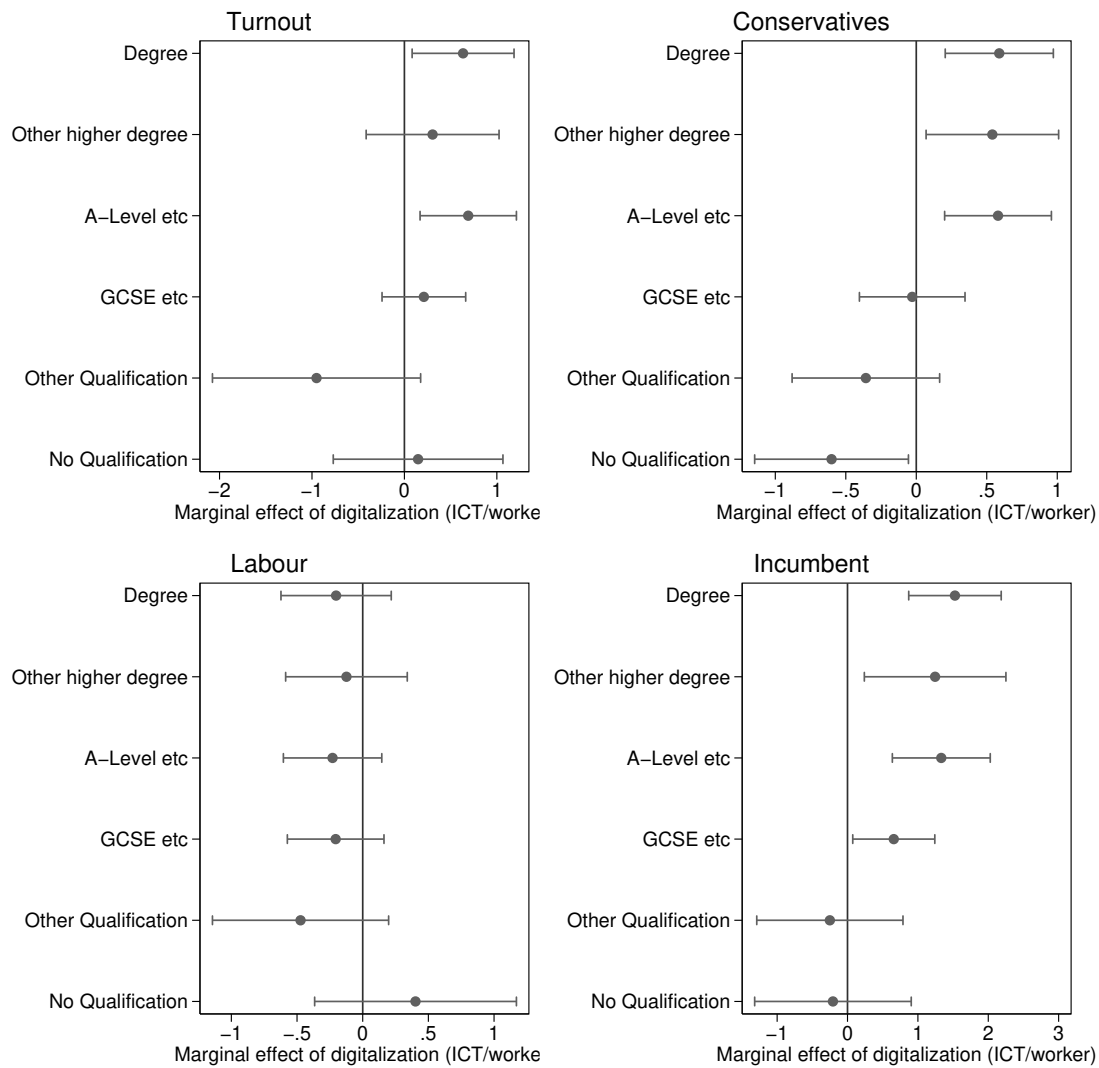 Turnout
Degree
Other higher degree
A−Level etc
GCSE etc
Other Qualification
No Qualification
−2 −1 0 1
Marginal effect of digitalization (ICT/worke
Conservatives
Degree
Other higher degree
A−Level etc
GCSE etc
Other Qualification
No Qualification
−1 −.5 0 .5 1
Marginal effect of digitalization (ICT/worker)
Labour
Degree
Other higher degree
A−Level etc
GCSE etc
Other Qualification
No Qualification
−1 −.5 0 .5 1
Marginal effect of digitalization (ICT/worke
Incumbent
Degree
Other higher degree
A−Level etc
GCSE etc
Other Qualification
No Qualification
−1 0 1 2 3
Marginal effect of digitalization (ICT/worker)